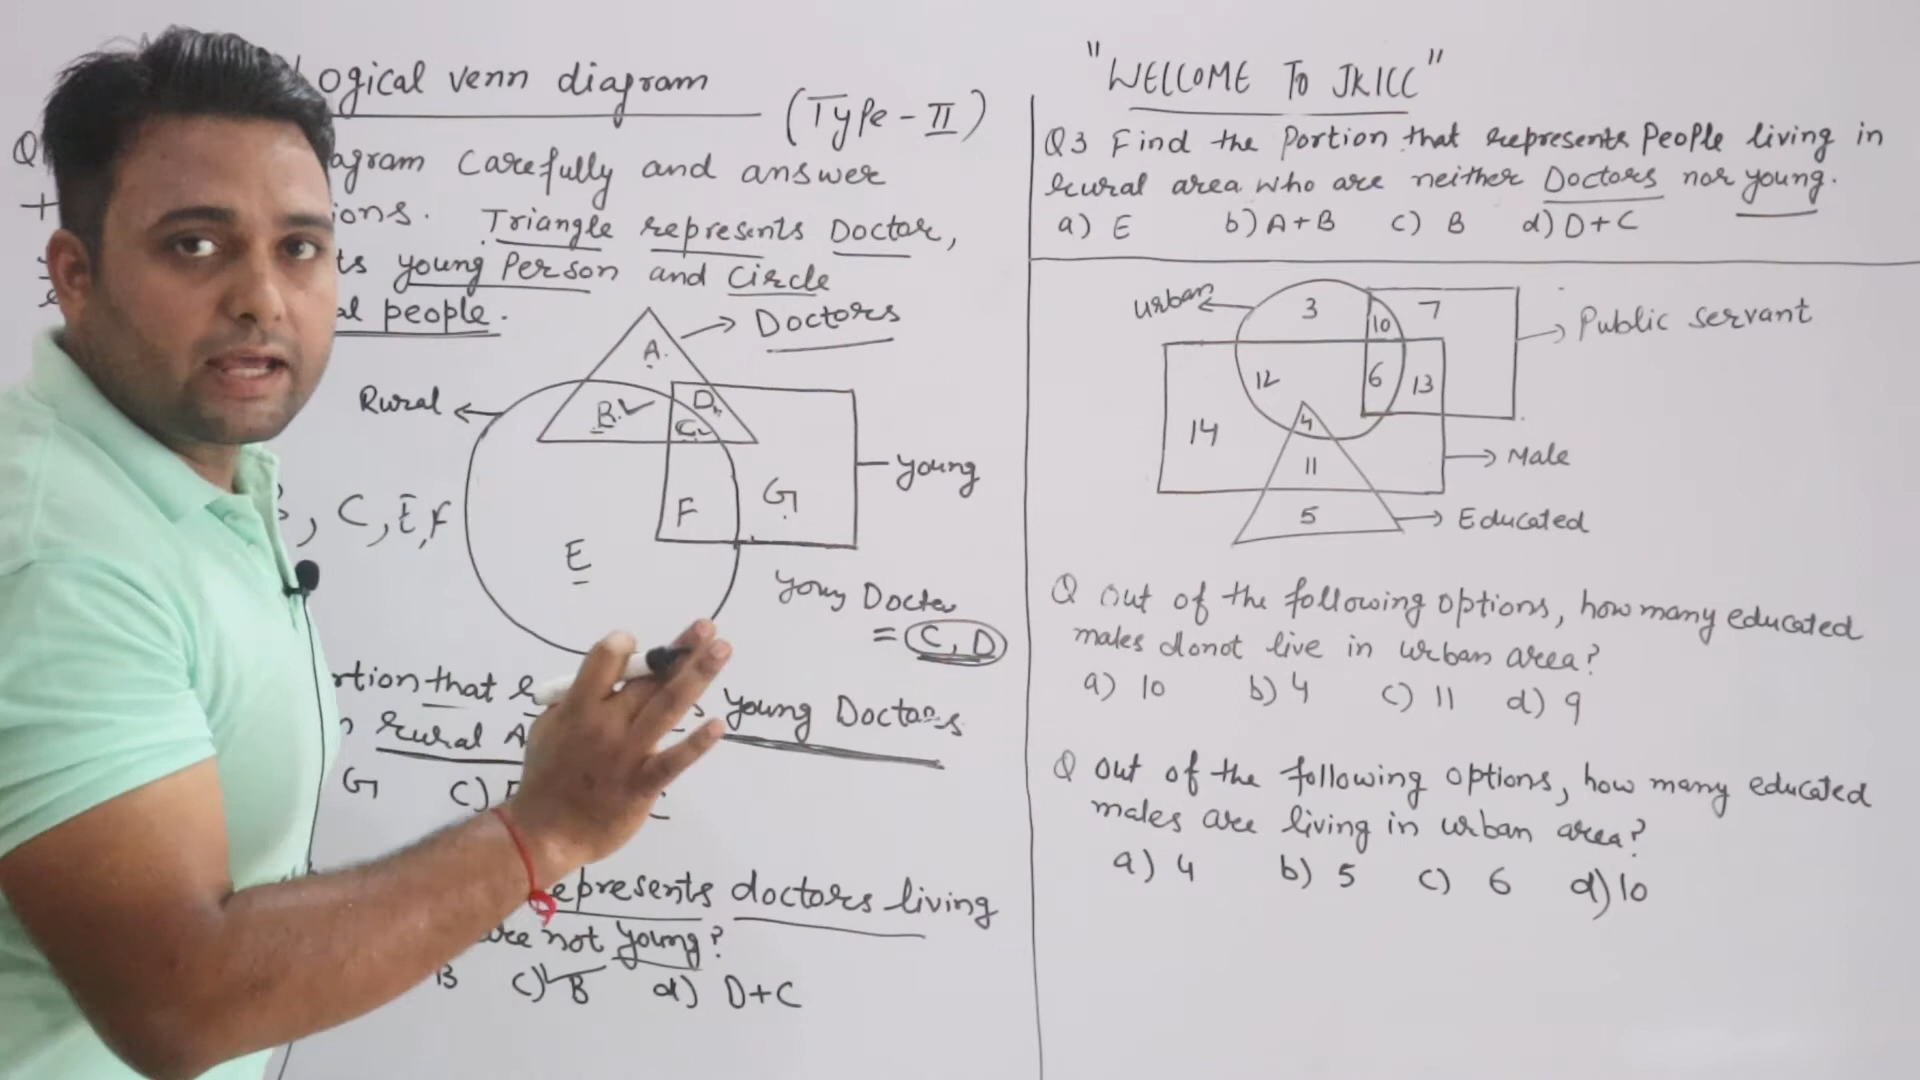 ogical venn diagram
(Type-II)
Q
agram Carefully and answer
ions. Triangle represents Doctor,
ts young Person and Circle
al people.
Doctors
A.
Rural
B.
D
C
young
F
G
E
, C, E, F
Young Docter
= C, D
rtion that young Doctors
rural A
G C)
epresents doctors living
are not young?
B C) B d) D+C
"WELLCOME TO JKICC"
Q3 Find the Portion that represents People living in
rural area who are neither Doctors nor young.
a) E b) A+B c) B d) D+C
Urban
3
10
7
Public servant
12
6
13
14
4
11
Male
5
Educated
Q out of the following options, how many educated
males donot live in urban area?
a) 10 b) 4 c) 11 d) 9
Q out of the following options, how many educated
males are living in urban area?
a) 4 b) 5 c) 6 d) 10